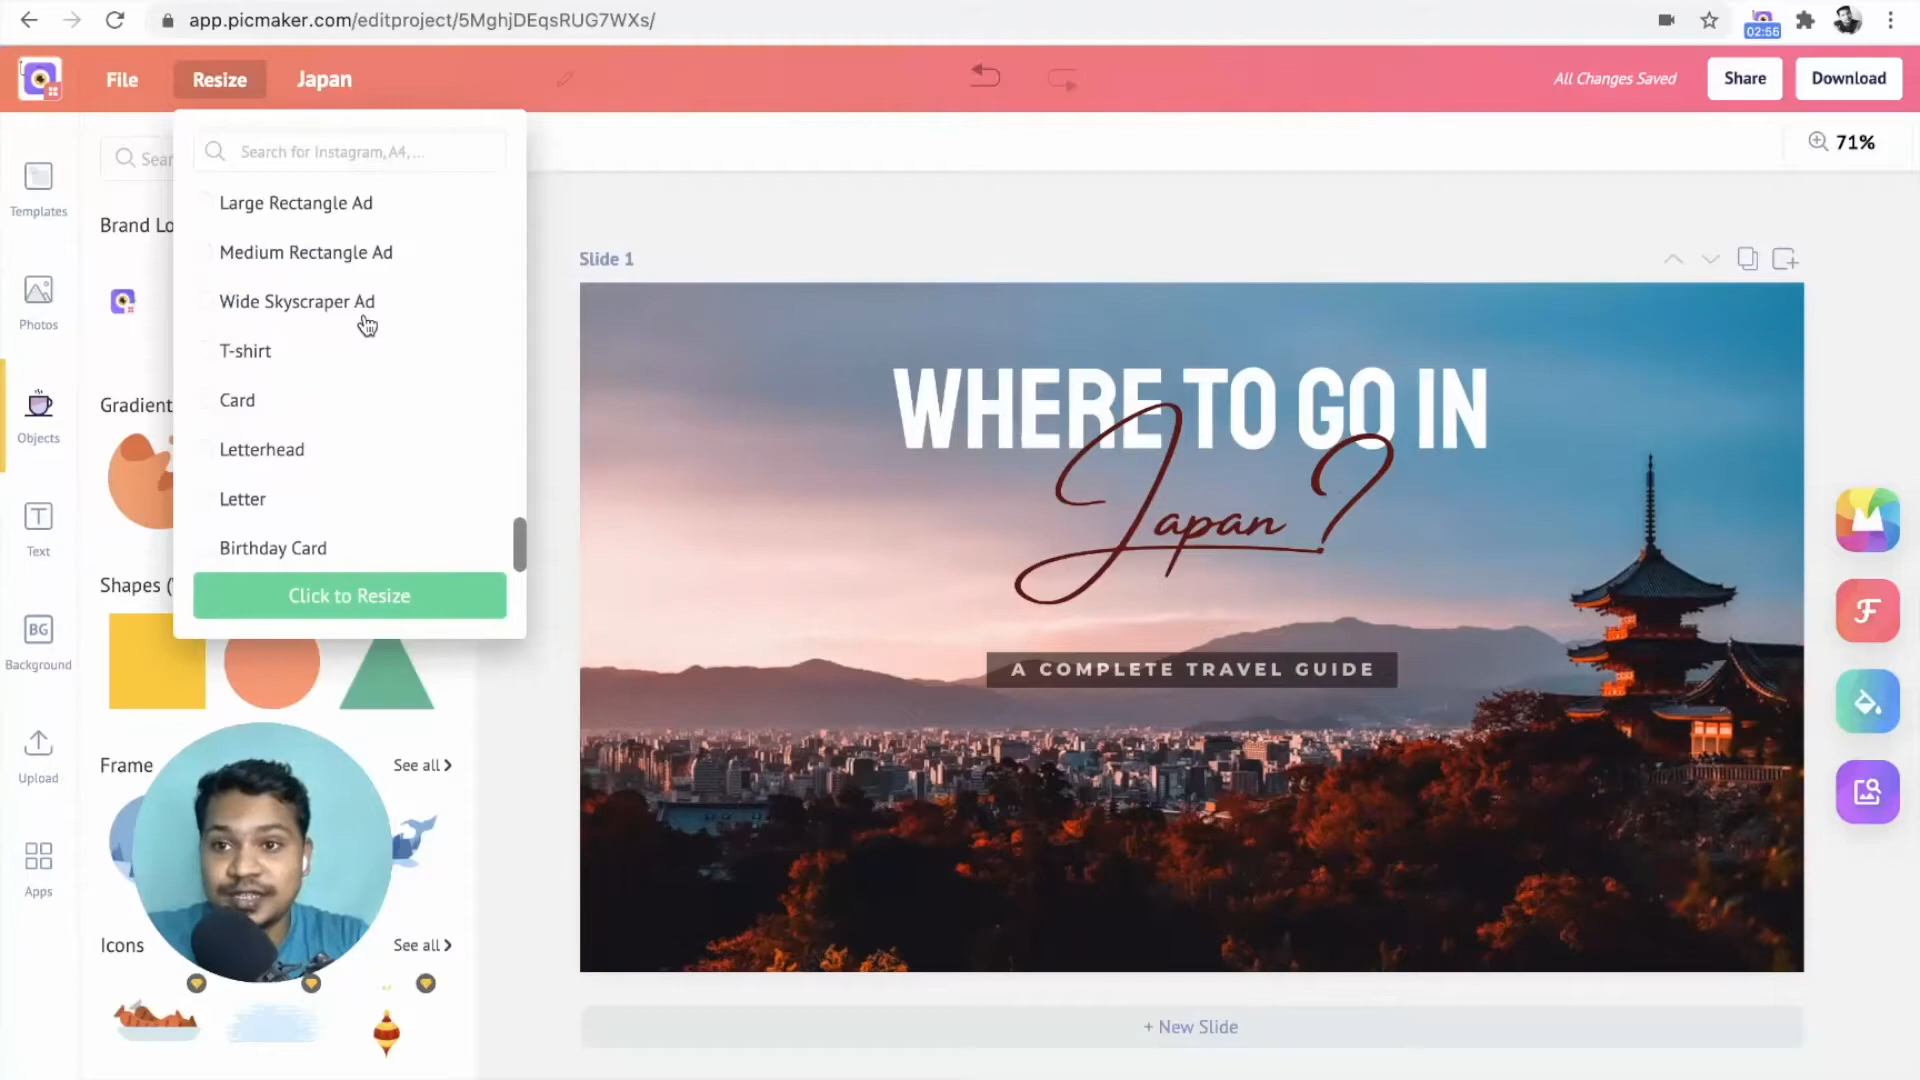 app.picmaker.com/editproject/5MghjDEqsRUG7WXs/
02:56
File
Resize
Japan
All Changes Saved
Share
Download
Search for Instagram, A4, ...
Sear
71%
Large Rectangle Ad
Medium Rectangle Ad
Wide Skyscraper Ad
T-shirt
Card
Letterhead
Letter
Birthday Card
Click to Resize
Templates
Photos
Objects
T
Text
BG
Background
Upload
Apps
Brand Lo
Gradient
Shapes (
Frame
See all
Icons
See all
Slide 1
WHERE TO GO IN
Japan?
A COMPLETE TRAVEL GUIDE
F
+ New Slide